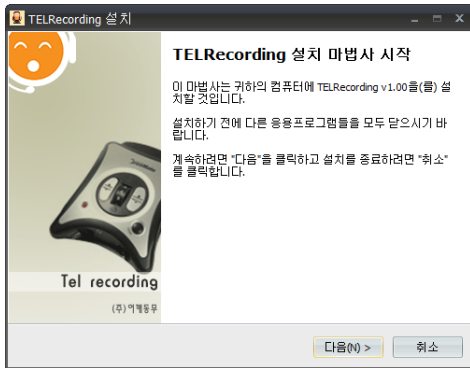 TELRecording 설치
TELRecording 설치 마법사 시작
이 마법사는 귀하의 컴퓨터에 TELRecording v1.00을(를) 설
치할 것입니다.
설치하기 전에 다른 응용프로그램들을 모두 닫으시기 바
랍니다.
계속하려면 "다음"을 클릭하고 설치를 종료하려면 "취소"
를 클릭합니다.
Tel recording
(주)어깨동무
다음(N) >
취소